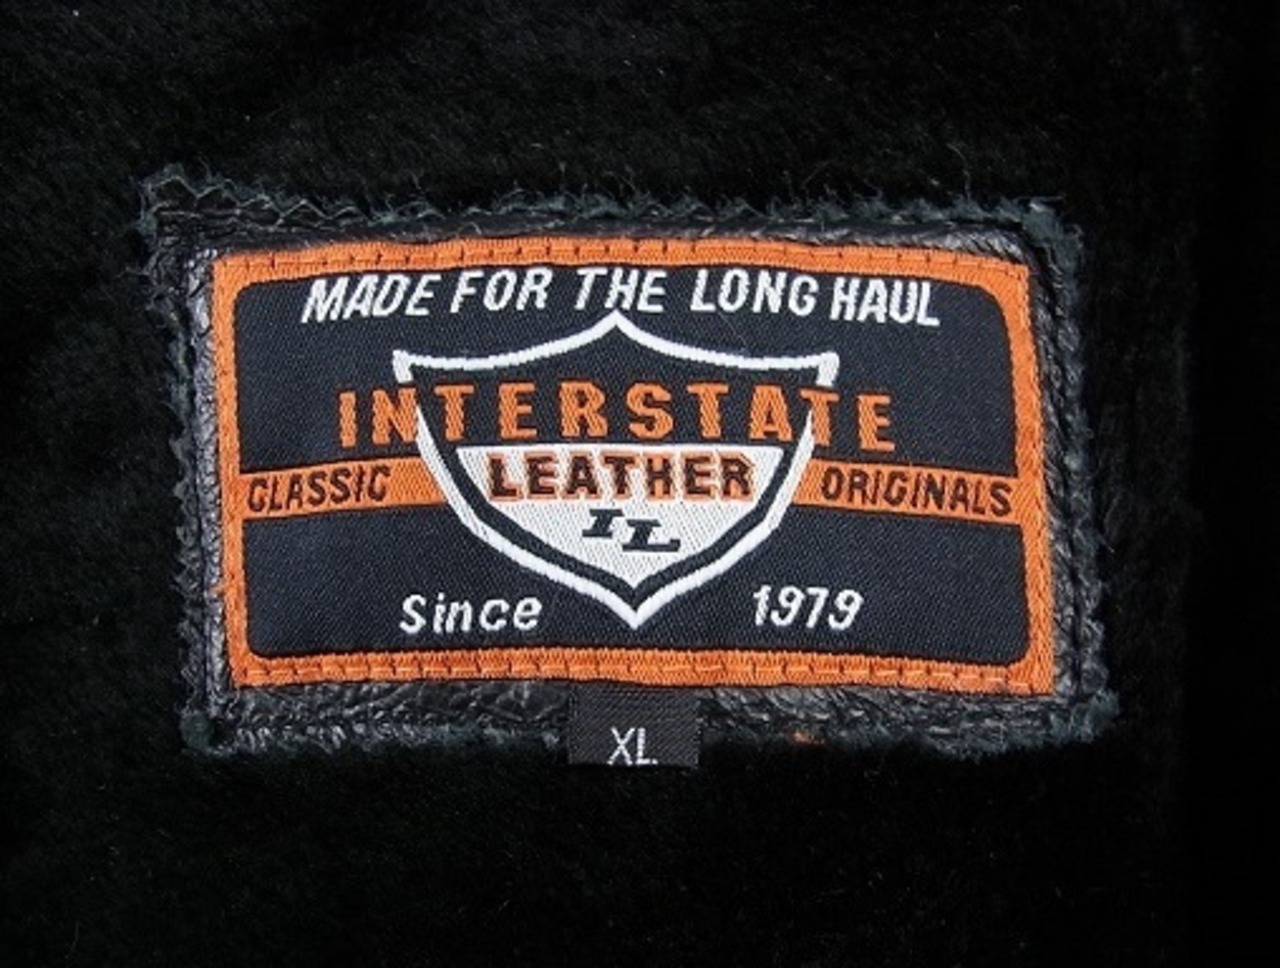 MADE FOR THE LONG HAUL
INTERSTATE
CLASSIC LEATHER ORIGINALS
IL
Since 1979
XL